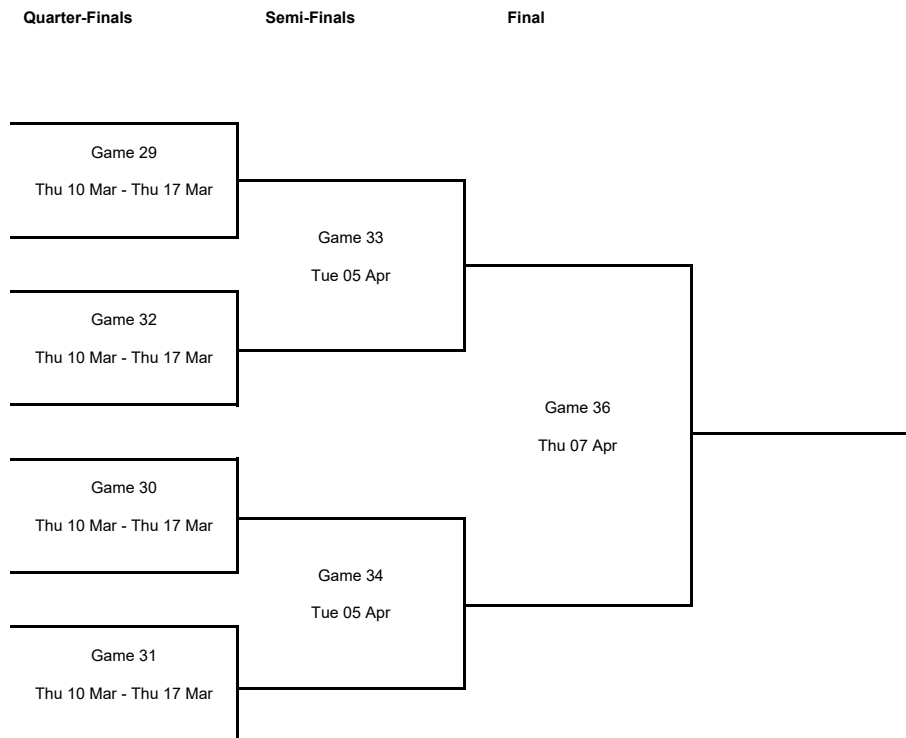 Quarter-Finals
Semi-Finals
Final
Game 29
Thu 10 Mar - Thu 17 Mar
Game 33
Tue 05 Apr
Game 32
Thu 10 Mar - Thu 17 Mar
Game 36
Thu 07 Apr
Game 30
Thu 10 Mar - Thu 17 Mar
Game 34
Tue 05 Apr
Game 31
Thu 10 Mar - Thu 17 Mar